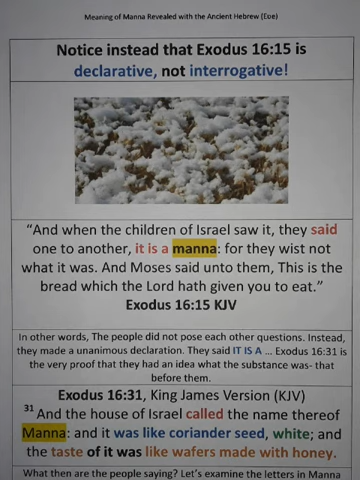 Meaning of Manna Revealed with the Ancient Hebrew (Eoe)
Notice instead that Exodus 16:15 is
declarative, not interrogative!
“And when the children of Israel saw it, they said
one to another, it is a manna: for they wist not
what it was. And Moses said unto them, This is the
bread which the Lord hath given you to eat.”
Exodus 16:15 KJV
In other words, The people did not pose each other questions. Instead,
they made a unanimous declaration. They said IT IS A ... Exodus 16:31 is
the very proof that they had an idea what the substance was- that
before them.
Exodus 16:31, King James Version (KJV)
31 And the house of Israel called the name thereof
Manna: and it was like coriander seed, white; and
the taste of it was like wafers made with honey.
What then are the people saying? Let’s examine the letters in Manna